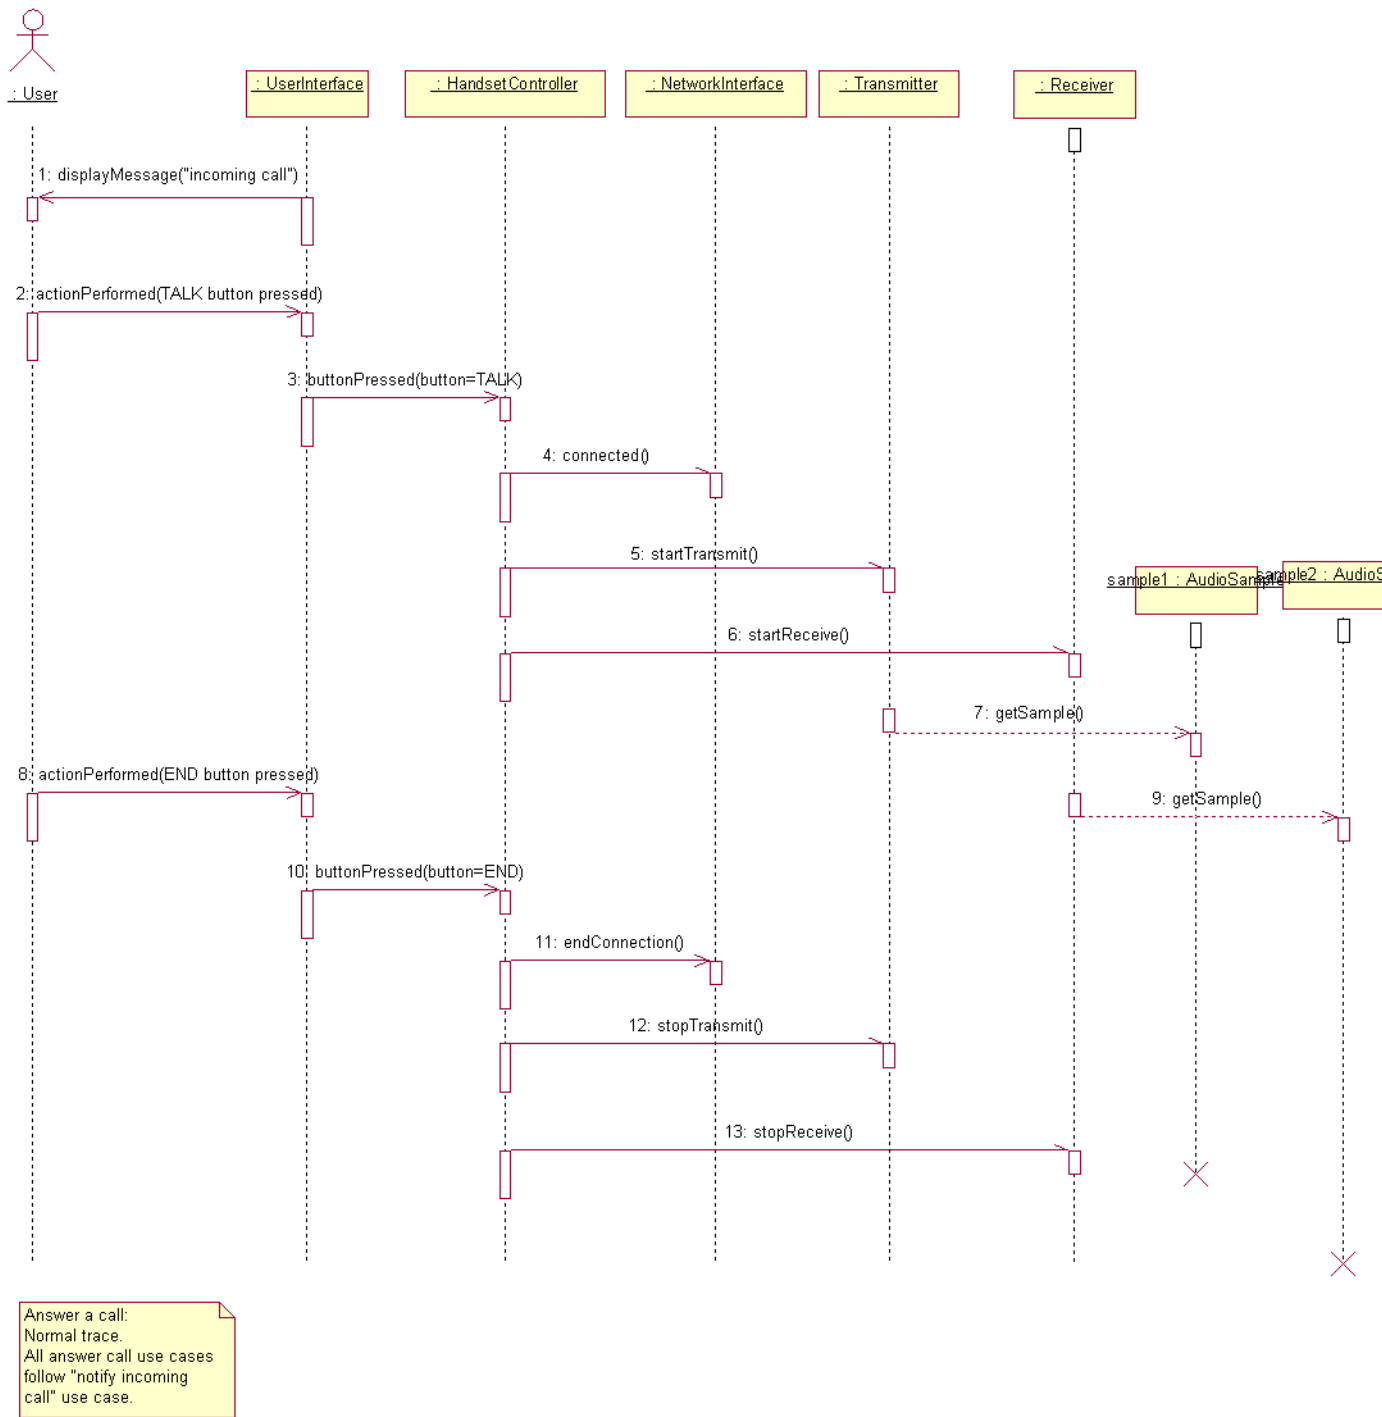 : User
: UserInterface
: HandsetController
: NetworkInterface
: Transmitter
: Receiver
1: displayMessage("incoming call")
2: actionPerformed(TALK button pressed)
3: buttonPressed(button=TALK)
4: connected()
5: startTransmit()
sample1 : AudioSample
sample2 : AudioS
6: startReceive()
7: getSample()
8: actionPerformed(END button pressed)
9: getSample()
10: buttonPressed(button=END)
11: endConnection()
12: stopTransmit()
13: stopReceive()
Answer a call:
Normal trace.
All answer call use cases
follow "notify incoming
call" use case.